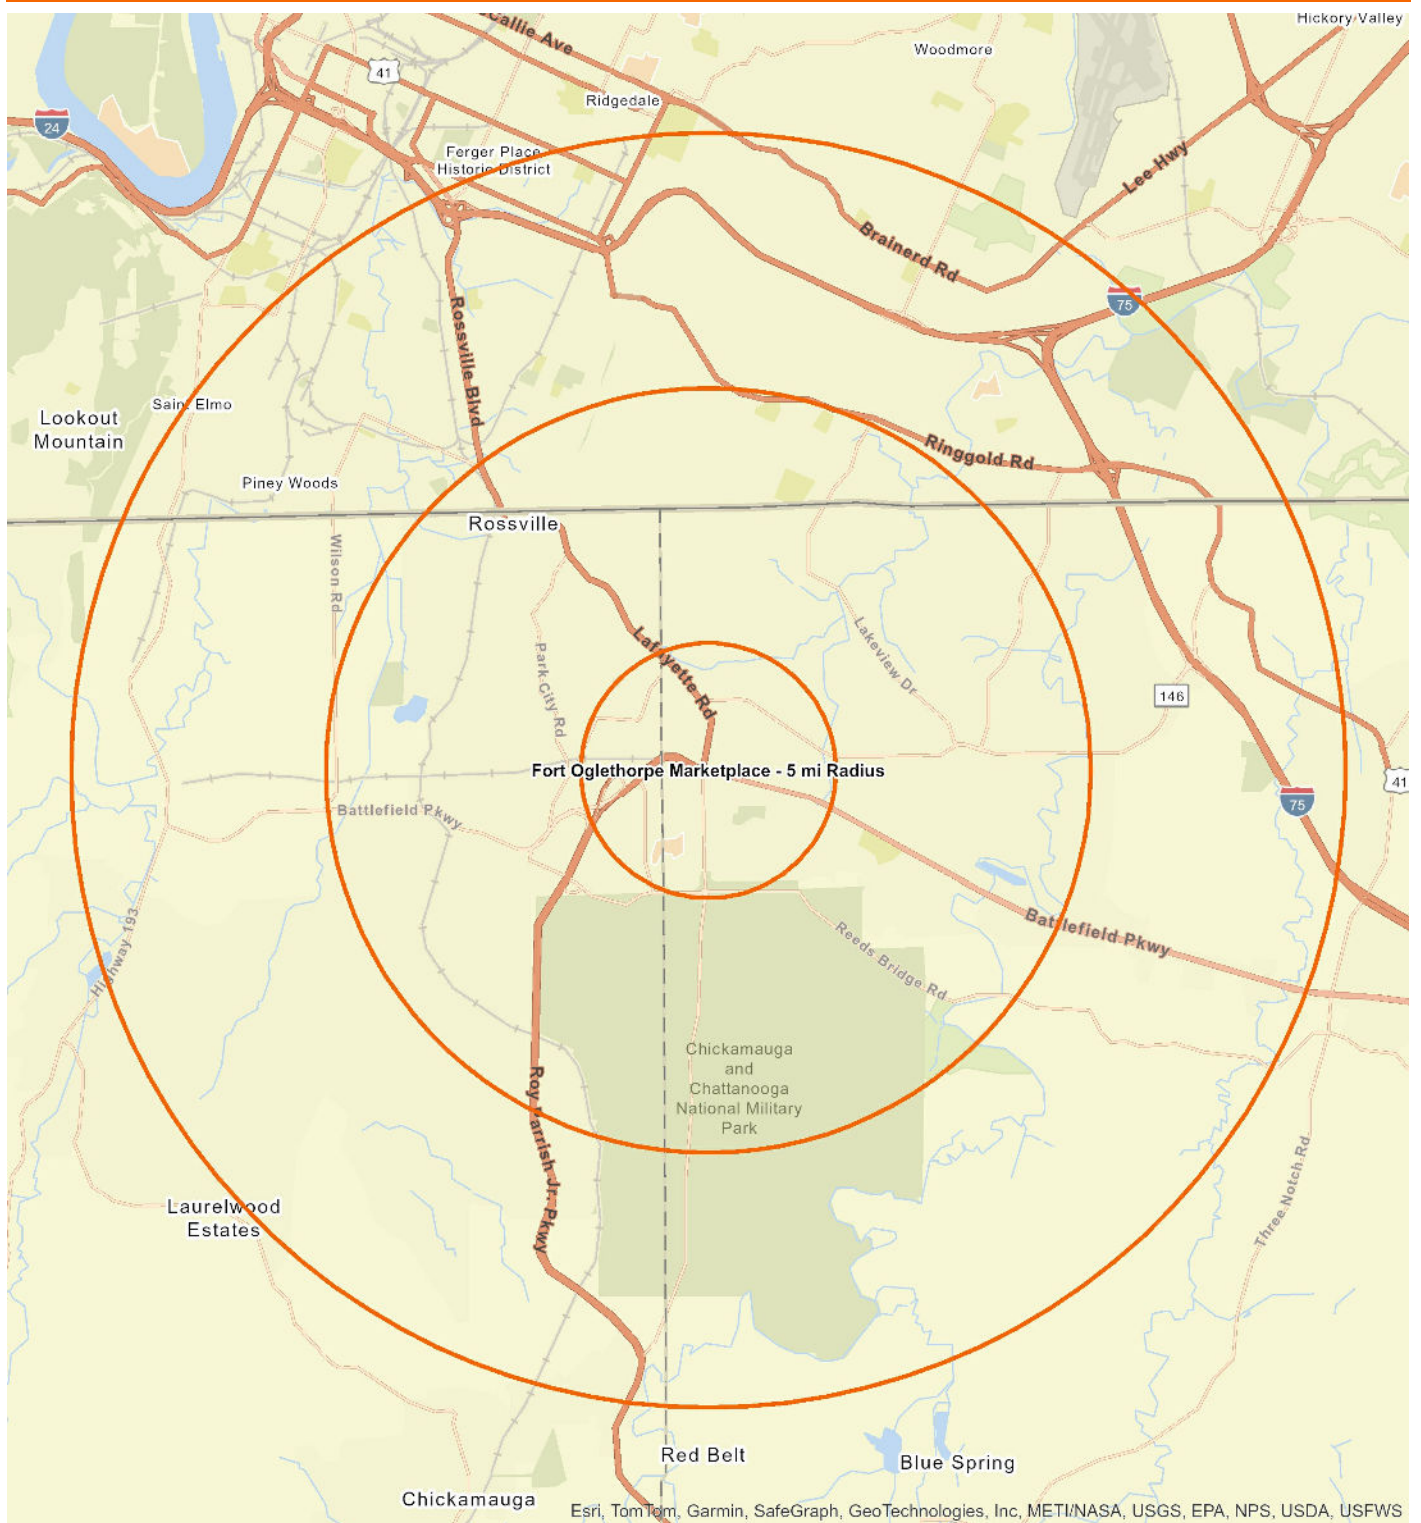 Hickory Valley
Callie Ave
Woodmore
41
Ridgedale
24
Ferger Place
Historic District
Lee Hwy
Brainerd Rd
75
Rossville Blvd
Saint Elmo
Lookout
Mountain
Ringgold Rd
Piney Woods
Rossville
Wilson Rd
Park City Rd
Lafayette Rd
Lakeview Dr
146
Fort Oglethorpe Marketplace - 5 mi Radius
41
75
Battlefield Pkwy
Highway 193
Battlefield Pkwy
Reeds Bridge Rd
Chickamauga
and
Chattanooga
National Military
Park
Roy Parrish Jr. Pkwy
Three Notch Rd
Laurelwood
Estates
Red Belt
Blue Spring
Chickamauga
Esri, TomTom, Garmin, SafeGraph, GeoTechnologies, Inc, METI/NASA, USGS, EPA, NPS, USDA, USFWS